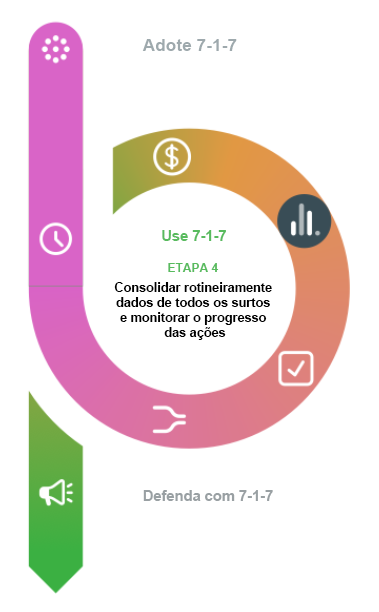 Adote 7-1-7
Use 7-1-7
ETAPA 4
Consolidar rotineiramente
dados de todos os surtos
e monitorar o progresso
das ações
Defenda com 7-1-7